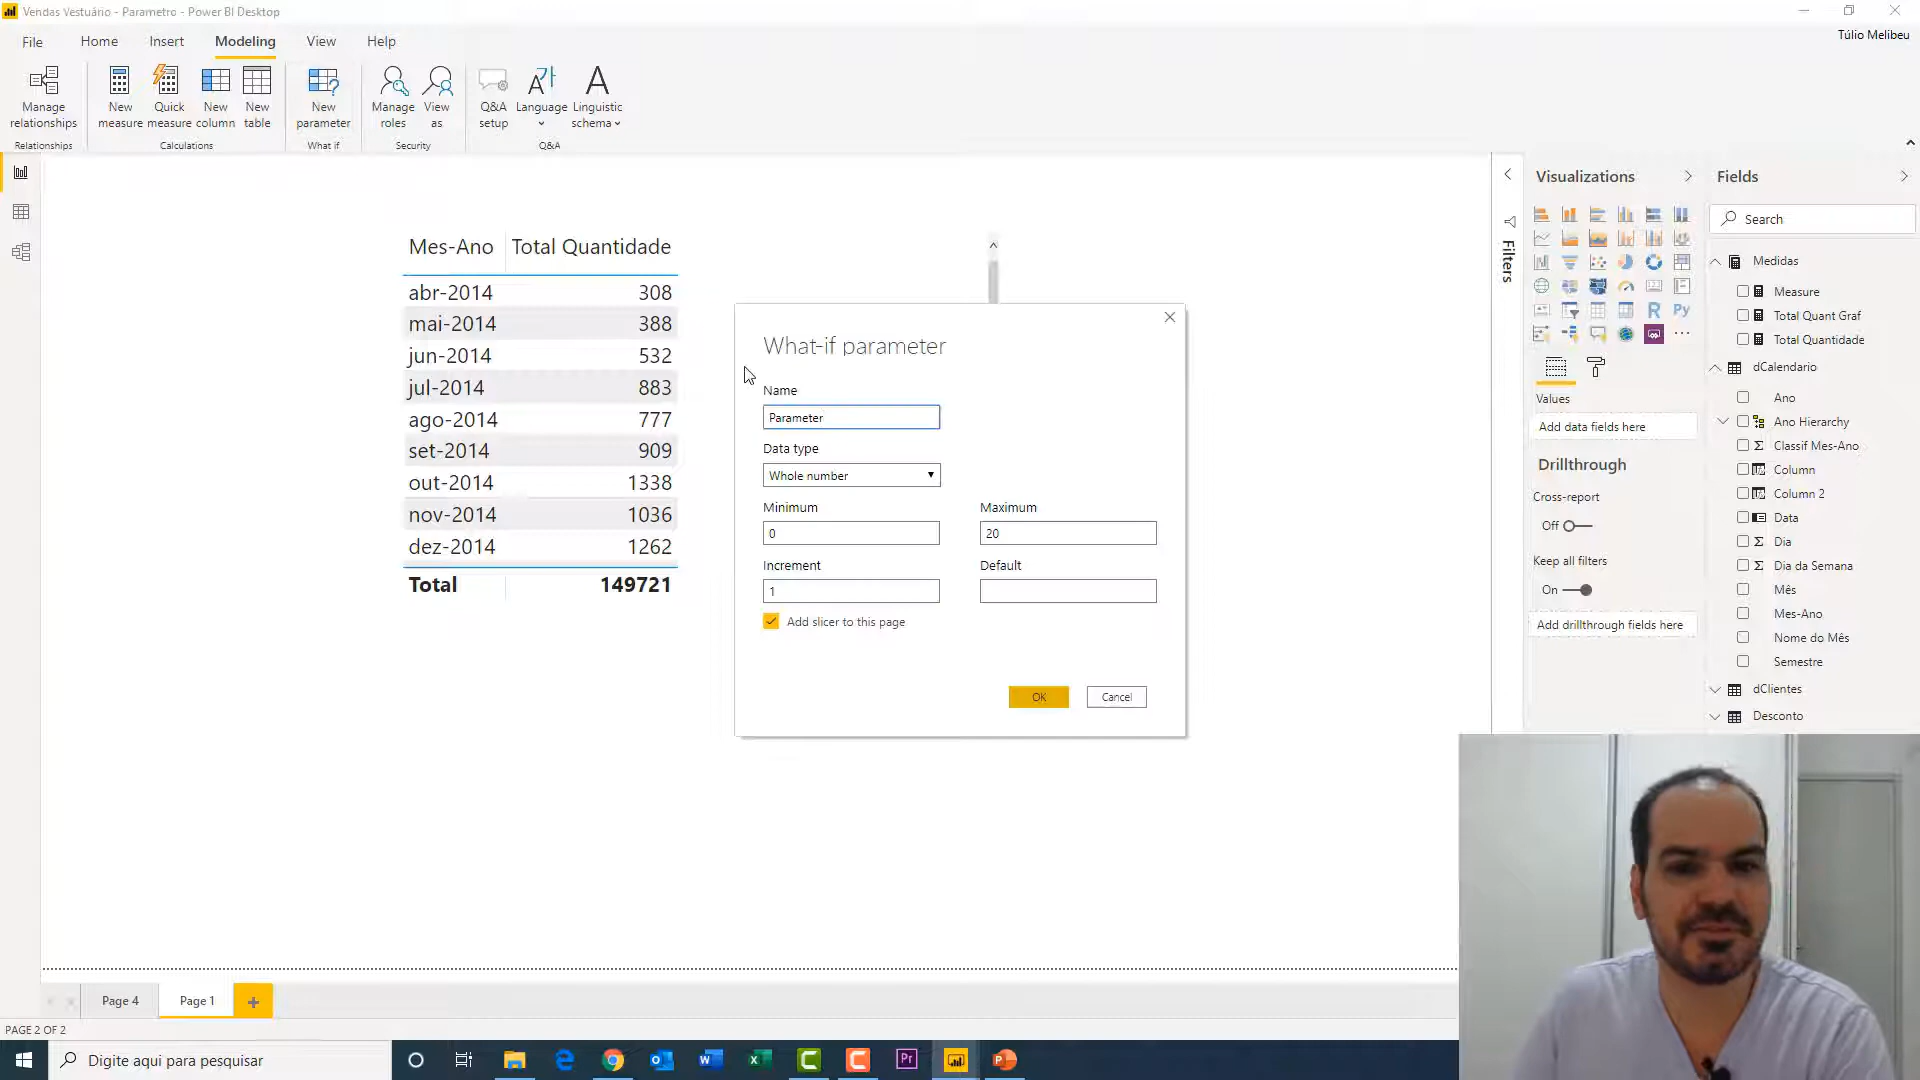 Vendas Vestuário - Parametro - Power BI Desktop
Túlio Melibeu
File Home Insert Modeling View Help
Manage relationships
New measure
Quick measure
New column
New table
New parameter
Manage roles
View as
Q&A setup
Language
Linguistic schema
Relationships
Calculations
What if
Security
Q&A
Mes-Ano Total Quantidade
abr-2014 308
mai-2014 388
jun-2014 532
jul-2014 883
ago-2014 777
set-2014 909
out-2014 1338
nov-2014 1036
dez-2014 1262
Total 149721
What-if parameter
Name
Parameter
Data type
Whole number
Minimum Maximum
0 20
Increment Default
1
Add slicer to this page
OK Cancel
Filters
Visualizations
R Py
Values
Add data fields here
Drillthrough
Cross-report
Off
Keep all filters
On
Add drillthrough fields here
Fields
Search
Medidas
Measure
Total Quant Graf
Total Quantidade
dCalendario
Ano
Ano Hierarchy
Classif Mes-Ano
Column
Column 2
Data
Dia
Dia da Semana
Mês
Mes-Ano
Nome do Mês
Semestre
dClientes
Desconto
Page 4 Page 1
PAGE 2 OF 2
Digite aqui para pesquisar